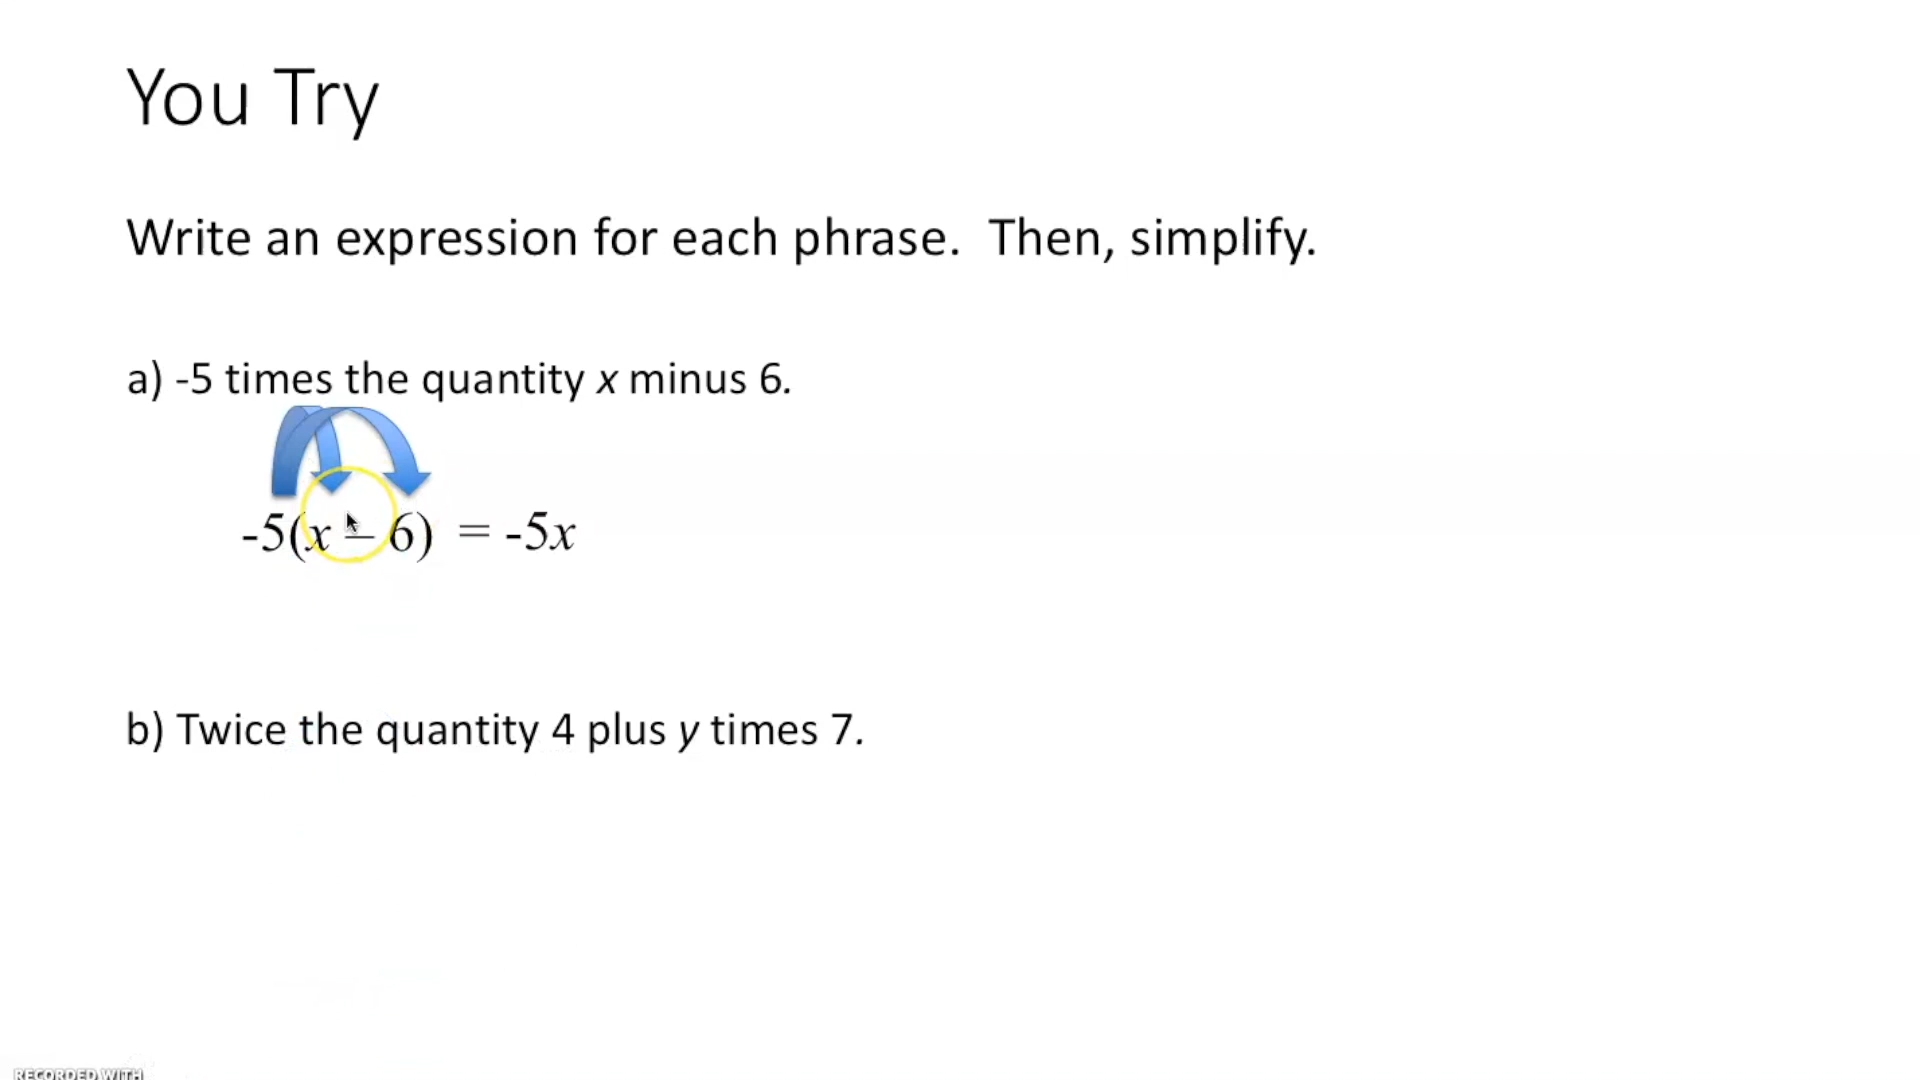 You Try
Write an expression for each phrase. Then, simplify.
a) -5 times the quantity x minus 6.
-5(x – 6) = -5x
b) Twice the quantity 4 plus y times 7.
RECORDED WITH